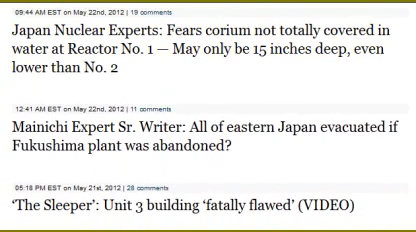 09:44 AM EST on May 22nd, 2012 | 19 comments
Japan Nuclear Experts: Fears corium not totally covered in
water at Reactor No. 1 — May only be 15 inches deep, even
lower than No. 2
12:41 AM EST on May 22nd, 2012 | 11 comments
Mainichi Expert Sr. Writer: All of eastern Japan evacuated if
Fukushima plant was abandoned?
05:18 PM EST on May 21st, 2012 | 28 comments
‘The Sleeper’: Unit 3 building ‘fatally flawed’ (VIDEO)